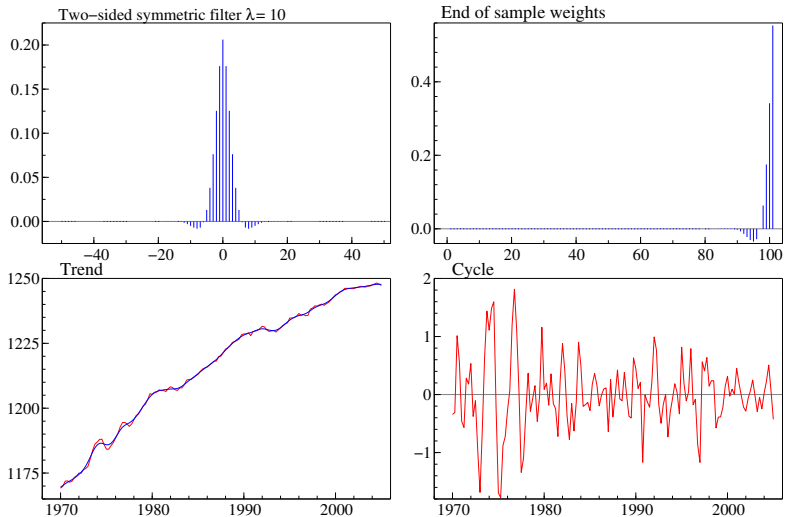 Two−sided symmetric filter λ= 10
0.20
0.15
0.10
0.05
0.00
−40 −20 0 20 40
End of sample weights
0.4
0.2
0.0
0 20 40 60 80 100
Trend
1250
1225
1200
1175
1970 1980 1990 2000
Cycle
2
1
0
−1
1970 1980 1990 2000